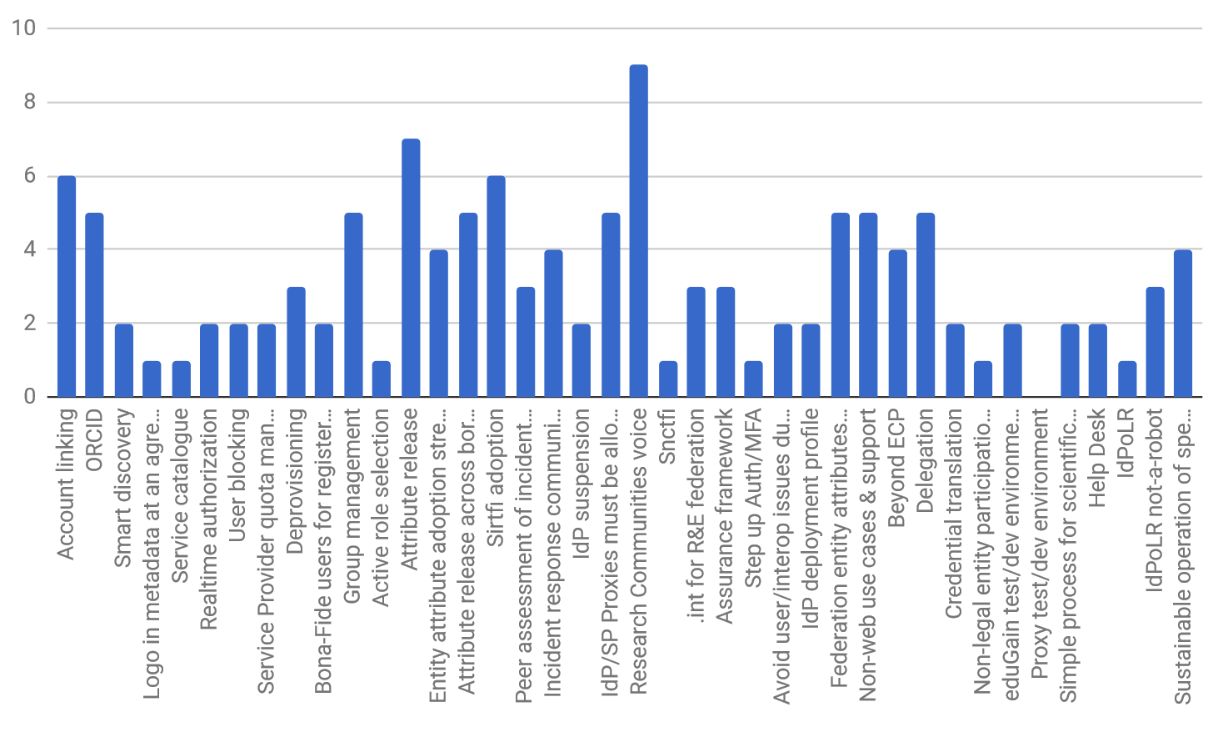 10
8
6
4
2
0
Account linking
ORCID
Smart discovery
Logo in metadata at an agre…
Service catalogue
Realtime authorization
User blocking
Service Provider quota man…
Deprovisioning
Bona-Fide users for register…
Group management
Active role selection
Attribute release
Entity attribute adoption stre…
Attribute release across bor…
Sirtfi adoption
Peer assessment of incident…
Incident response communi…
IdP suspension
IdP/SP Proxies must be allo…
Research Communities voice
Snctfi
.int for R&E federation
Assurance framework
Step up Auth/MFA
Avoid user/interop issues du…
IdP deployment profile
Federation entity attributes…
Non-web use cases & support
Beyond ECP
Delegation
Credential translation
Non-legal entity participatio…
eduGain test/dev environme…
Proxy test/dev environment
Simple process for scientific…
Help Desk
IdPoLR
IdPoLR not-a-robot
Sustainable operation of spe…